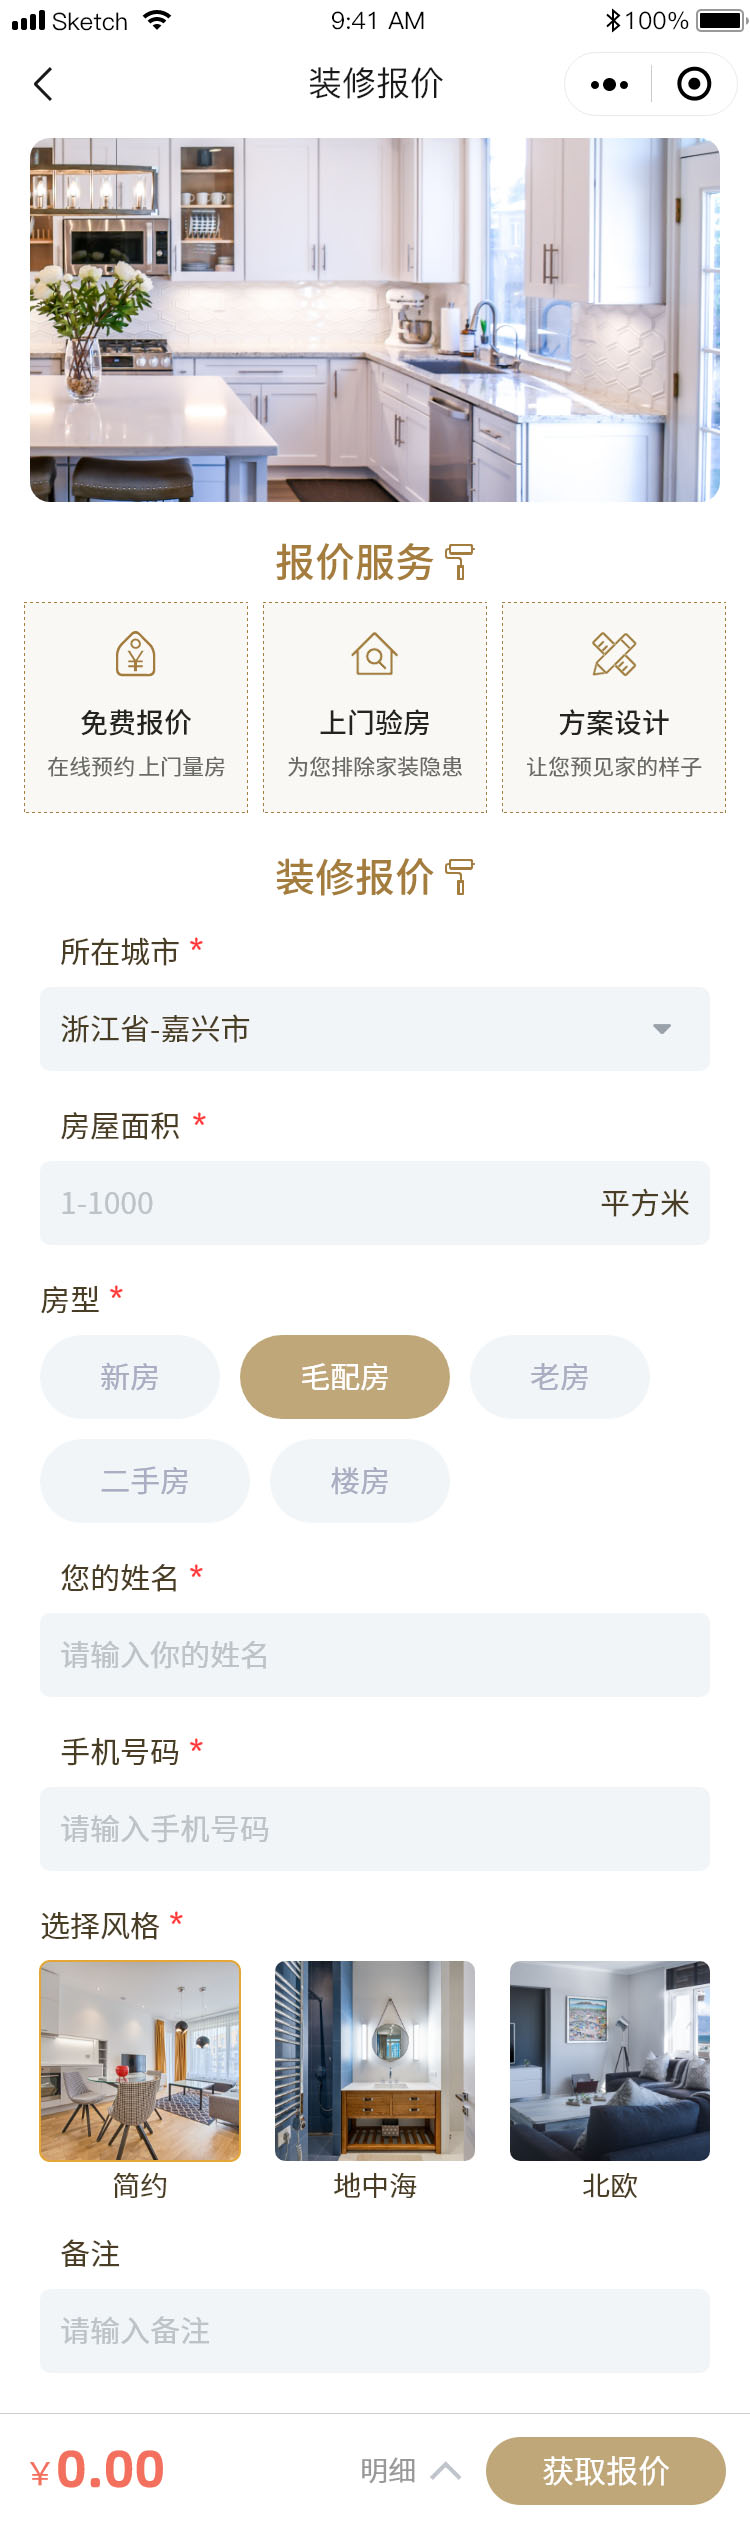 Sketch 9:41 AM 100%
装修报价
报价服务
免费报价 上门验房 方案设计
在线预约上门量房 为您排除家装隐患 让您预见家的样子
装修报价
所在城市 *
浙江省-嘉兴市
房屋面积 *
1-1000 平方米
房型 *
新房 毛配房 老房
二手房 楼房
您的姓名 *
请输入你的姓名
手机号码 *
请输入手机号码
选择风格 *
简约 地中海 北欧
备注
请输入备注
¥0.00 明细 获取报价